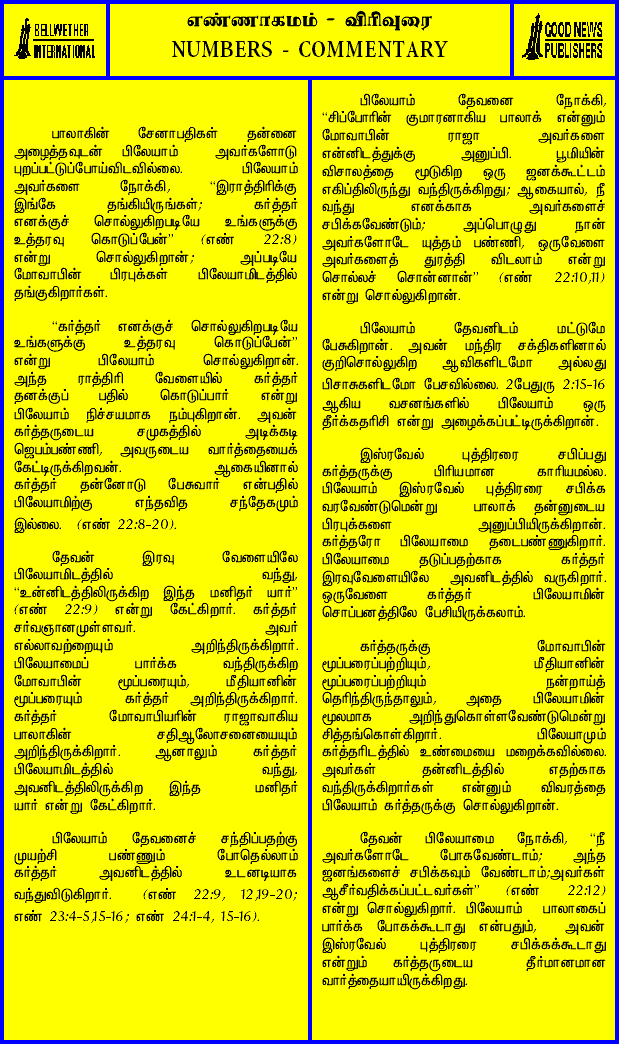 BELLWETHER
INTERNATIONAL
எண்ணாகமம் - விரிவுரை
NUMBERS - COMMENTARY
GOOD NEWS
PUBLISHERS
பாலாகின் சேனாபதிகள் தன்னை
அழைத்தவுடன் பிலேயாம் அவர்களோடு
புறப்பட்டுப்போய்விடவில்லை. பிலேயாம்
அவர்களை நோக்கி, “இராத்திரிக்கு
இங்கே தங்கியிருங்கள்; கர்த்தர்
எனக்குச் சொல்லுகிறபடியே உங்களுக்கு
உத்தரவு கொடுப்பேன்” (எண் 22:8)
என்று சொல்லுகிறான்; அப்படியே
மோவாபின் பிரபுக்கள் பிலேயாமிடத்தில்
தங்குகிறார்கள்.
“கர்த்தர் எனக்குச் சொல்லுகிறபடியே
உங்களுக்கு உத்தரவு கொடுப்பேன்”
என்று பிலேயாம் சொல்லுகிறான்.
அந்த ராத்திரி வேளையில் கர்த்தர்
தனக்குப் பதில் கொடுப்பார் என்று
பிலேயாம் நிச்சயமாக நம்புகிறான். அவன்
கர்த்தருடைய சமுகத்தில் அடிக்கடி
ஜெபம்பண்ணி, அவருடைய வார்த்தையைக்
கேட்டிருக்கிறவன். ஆகையினால்
கர்த்தர் தன்னோடு பேசுவார் என்பதில்
பிலேயாமிற்கு எந்தவித சந்தேகமும்
இல்லை. (எண் 22:8-20).
தேவன் இரவு வேளையிலே
பிலேயாமிடத்தில் வந்து,
“உன்னிடத்திலிருக்கிற இந்த மனிதர் யார்”
(எண் 22:9) என்று கேட்கிறார். கர்த்தர்
சர்வஞானமுள்ளவர். அவர்
எல்லாவற்றையும் அறிந்திருக்கிறார்.
பிலேயாமைப் பார்க்க வந்திருக்கிற
மோவாபின் மூப்பரையும், மீதியானின்
மூப்பரையும் கர்த்தர் அறிந்திருக்கிறார்.
கர்த்தர் மோவாபியரின் ராஜாவாகிய
பாலாகின் சதிஆலோசனையையும்
அறிந்திருக்கிறார். ஆனாலும் கர்த்தர்
பிலேயாமிடத்தில் வந்து,
அவனிடத்திலிருக்கிற இந்த மனிதர்
யார் என்று கேட்கிறார்.
பிலேயாம் தேவனைச் சந்திப்பதற்கு
முயற்சி பண்ணும் போதெல்லாம்
கர்த்தர் அவனிடத்தில் உடனடியாக
வந்துவிடுகிறார். (எண் 22:9, 12,19-20;
எண் 23:4-5,15-16; எண் 24:1-4, 15-16).
பிலேயாம் தேவனை நோக்கி,
“சிப்போரின் குமாரனாகிய பாலாக் என்னும்
மோவாபின் ராஜா அவர்களை
என்னிடத்துக்கு அனுப்பி. பூமியின்
விசாலத்தை மூடுகிற ஒரு ஜனக்கூட்டம்
எகிப்திலிருந்து வந்திருக்கிறது; ஆகையால், நீ
வந்து எனக்காக அவர்களைச்
சபிக்கவேண்டும்; அப்பொழுது நான்
அவர்களோடே யுத்தம் பண்ணி, ஒருவேளை
அவர்களைத் துரத்தி விடலாம் என்று
சொல்லச் சொன்னான்” (எண் 22:10,11)
என்று சொல்லுகிறான்.
பிலேயாம் தேவனிடம் மட்டுமே
பேசுகிறான். அவன் மந்திர சக்திகளினால்
குறிசொல்லுகிற ஆவிகளிடமோ அல்லது
பிசாசுகளிடமோ பேசவில்லை. 2பேதுரு 2:15-16
ஆகிய வசனங்களில் பிலேயாம் ஒரு
தீர்க்கதரிசி என்று அழைக்கப்பட்டிருக்கிறான்.
இஸ்ரவேல் புத்திரரை சபிப்பது
கர்த்தருக்கு பிரியமான காரியமல்ல.
பிலேயாம் இஸ்ரவேல் புத்திரரை சபிக்க
வரவேண்டுமென்று பாலாக் தன்னுடைய
பிரபுக்களை அனுப்பியிருக்கிறான்.
கர்த்தரோ பிலேயாமை தடைபண்ணுகிறார்.
பிலேயாமை தடுப்பதற்காக கர்த்தர்
இரவுவேளையிலே அவனிடத்தில் வருகிறார்.
ஒருவேளை கர்த்தர் பிலேயாமின்
சொப்பனத்திலே பேசியிருக்கலாம்.
கர்த்தருக்கு மோவாபின்
மூப்பரைப்பற்றியும், மீதியானின்
மூப்பரைப்பற்றியும் நன்றாய்த்
தெரிந்திருந்தாலும், அதை பிலேயாமின்
மூலமாக அறிந்துகொள்ளவேண்டுமென்று
சித்தங்கொள்கிறார். பிலேயாமும்
கர்த்தரிடத்தில் உண்மையை மறைக்கவில்லை.
அவர்கள் தன்னிடத்தில் எதற்காக
வந்திருக்கிறார்கள் என்னும் விவரத்தை
பிலேயாம் கர்த்தருக்கு சொல்லுகிறான்.
தேவன் பிலேயாமை நோக்கி, “நீ
அவர்களோடே போகவேண்டாம்; அந்த
ஜனங்களைச் சபிக்கவும் வேண்டாம்;அவர்கள்
ஆசீர்வதிக்கப்பட்டவர்கள்” (எண் 22:12)
என்று சொல்லுகிறார். பிலேயாம் பாலாகைப்
பார்க்க போகக்கூடாது என்பதும், அவன்
இஸ்ரவேல் புத்திரரை சபிக்கக்கூடாது
என்றும் கர்த்தருடைய தீர்மானமான
வார்த்தையாயிருக்கிறது.